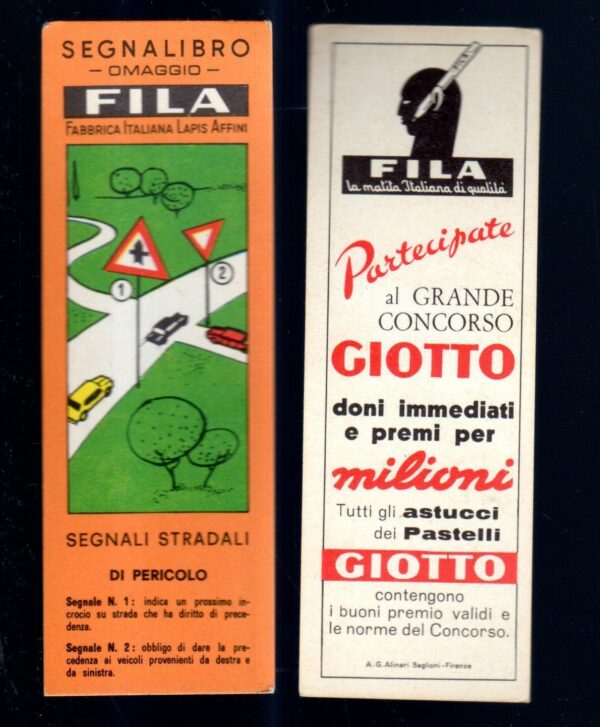 SEGNALIBRO
– OMAGGIO –
FILA
FABBRICA ITALIANA LAPIS AFFINI
1
2
SEGNALI STRADALI
DI PERICOLO
Segnale N. 1 : indica un prossimo in-
crocio su strada che ha diritto di prece-
denza.
Segnale N. 2 : obbligo di dare la pre-
cedenza ai veicoli provenienti da destra e
da sinistra.
FILA
FILA
la matita Italiana di qualità
Partecipate
al GRANDE
CONCORSO
GIOTTO
doni immediati
e premi per
milioni
Tutti gli astucci
dei Pastelli
GIOTTO
contengono
i buoni premio validi e
le norme del Concorso.
A. G. Alinari Baglioni - Firenze